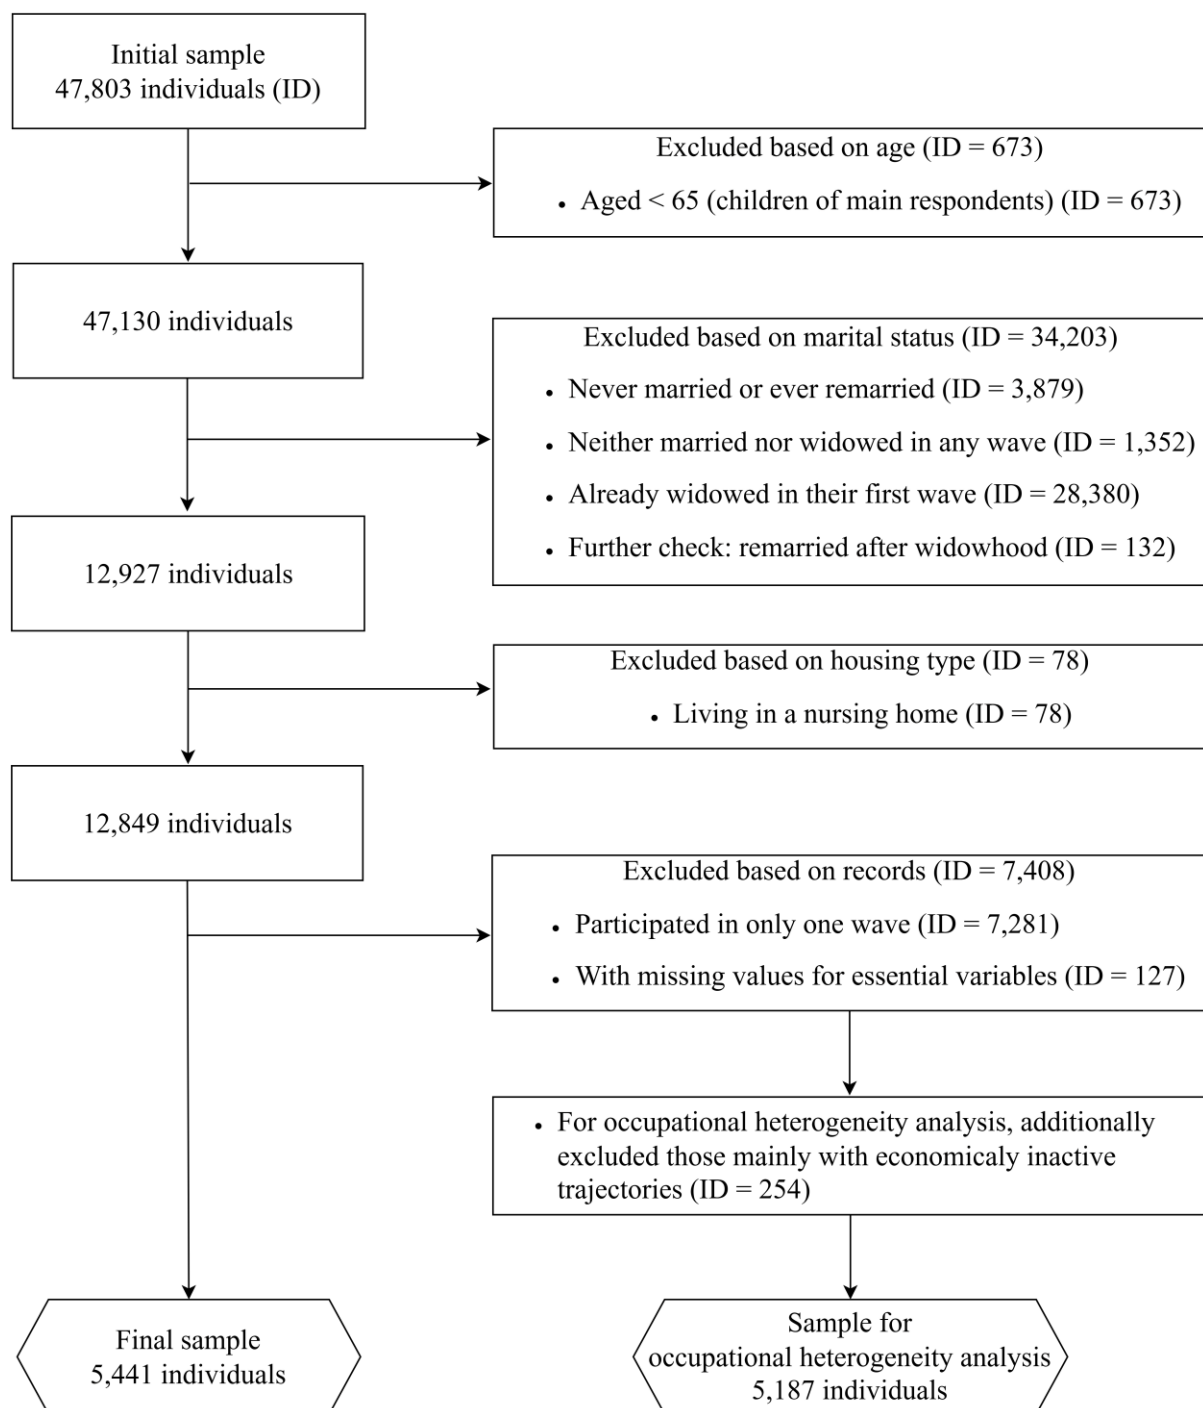 Initial sample
47,803 individuals (ID)
Excluded based on age (ID = 673)
• Aged < 65 (children of main respondents) (ID = 673)
47,130 individuals
Excluded based on marital status (ID = 34,203)
• Never married or ever remarried (ID = 3,879)
• Neither married nor widowed in any wave (ID = 1,352)
• Already widowed in their first wave (ID = 28,380)
• Further check: remarried after widowhood (ID = 132)
12,927 individuals
Excluded based on housing type (ID = 78)
• Living in a nursing home (ID = 78)
12,849 individuals
Excluded based on records (ID = 7,408)
• Participated in only one wave (ID = 7,281)
• With missing values for essential variables (ID = 127)
• For occupational heterogeneity analysis, additionally
excluded those mainly with economicaly inactive
trajectories (ID = 254)
Final sample
5,441 individuals
Sample for
occupational heterogeneity analysis
5,187 individuals